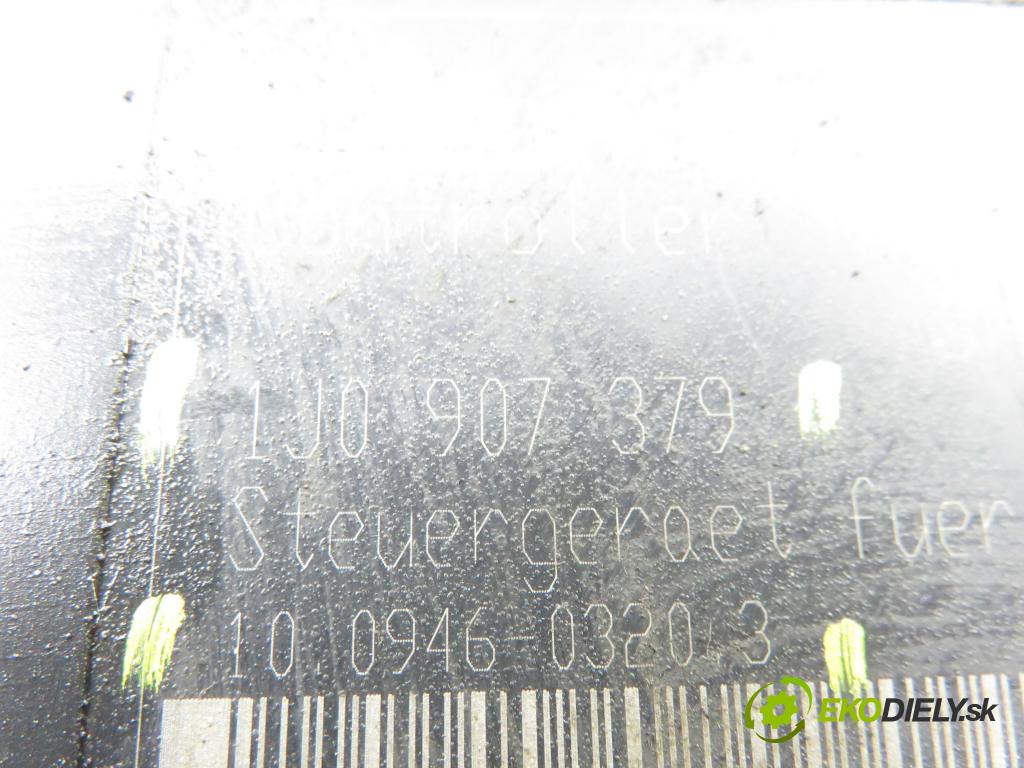 Controller
1J0 907 379
Steuergeraet fuer
10.0946-0320.3
EKODIELY.sk